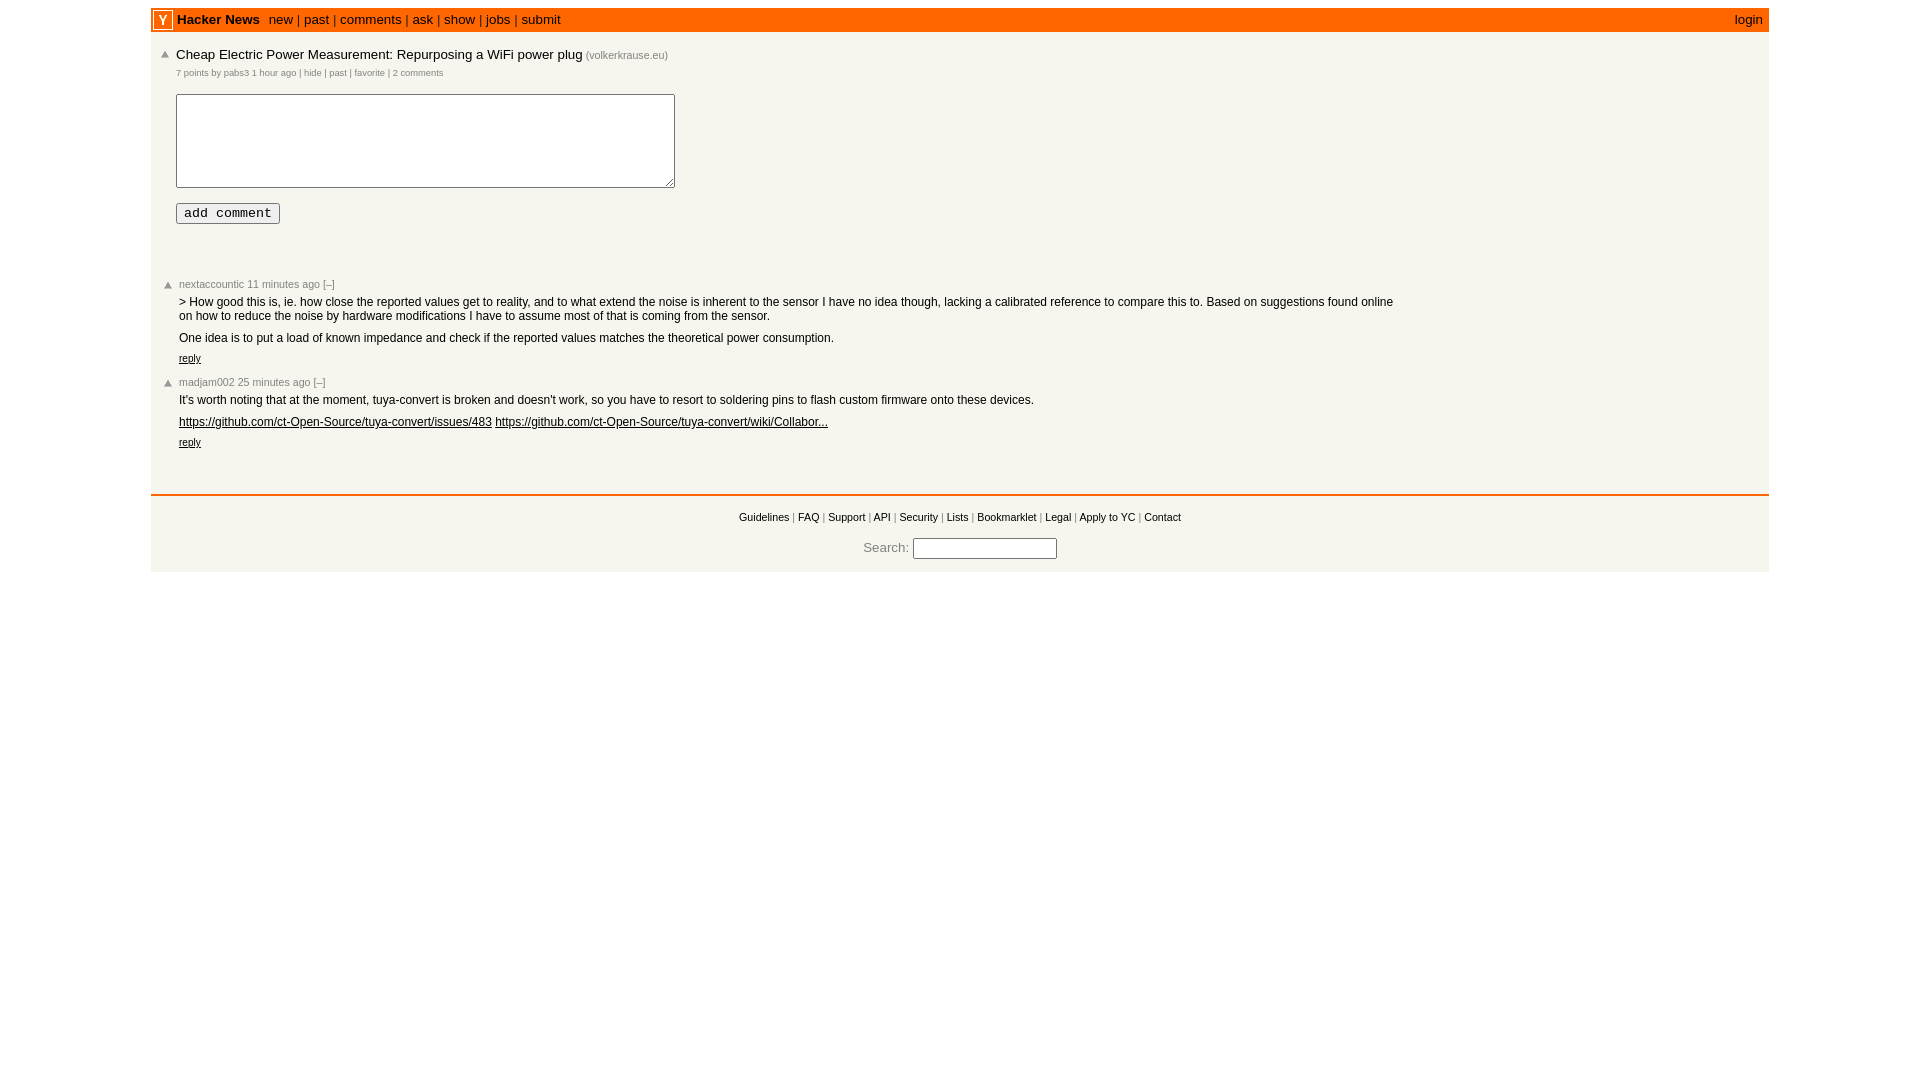 Y Hacker News new | past | comments | ask | show | jobs | submit login
Cheap Electric Power Measurement: Repurposing a WiFi power plug (volkerkrause.eu)
7 points by pabs3 1 hour ago | hide | past | favorite | 2 comments
add comment
nextaccountic 11 minutes ago [–]
> How good this is, ie. how close the reported values get to reality, and to what extend the noise is inherent to the sensor I have no idea though, lacking a calibrated reference to compare this to. Based on suggestions found online
on how to reduce the noise by hardware modifications I have to assume most of that is coming from the sensor.
One idea is to put a load of known impedance and check if the reported values matches the theoretical power consumption.
reply
madjam002 25 minutes ago [–]
It's worth noting that at the moment, tuya-convert is broken and doesn't work, so you have to resort to soldering pins to flash custom firmware onto these devices.
https://github.com/ct-Open-Source/tuya-convert/issues/483 https://github.com/ct-Open-Source/tuya-convert/wiki/Collabor...
reply
Guidelines | FAQ | Support | API | Security | Lists | Bookmarklet | Legal | Apply to YC | Contact
Search: